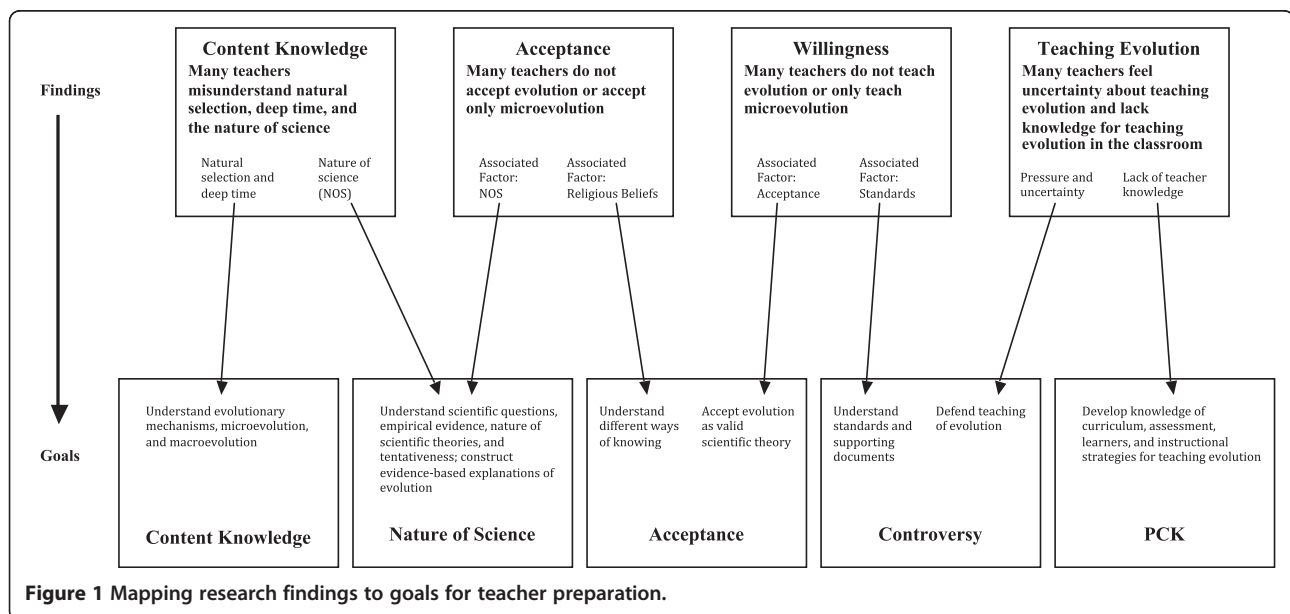 Findings
Content Knowledge
Many teachers
misunderstand natural
selection, deep time, and
the nature of science
Natural
selection and
deep time
Nature of
science
(NOS)
Acceptance
Many teachers do not
accept evolution or accept
only microevolution
Associated
Factor:
NOS
Associated
Factor:
Religious Beliefs
Willingness
Many teachers do not teach
evolution or only teach
microevolution
Associated
Factor:
Acceptance
Associated
Factor:
Standards
Teaching Evolution
Many teachers feel
uncertainty about teaching
evolution and lack
knowledge for teaching
evolution in the classroom
Pressure and
uncertainty
Lack of teacher
knowledge
Goals
Understand evolutionary
mechanisms, microevolution,
and macroevolution
Content Knowledge
Understand scientific questions,
empirical evidence, nature of
scientific theories, and
tentativeness; construct
evidence-based explanations of
evolution
Nature of Science
Understand
different ways
of knowing
Accept evolution
as valid
scientific theory
Acceptance
Understand
standards and
supporting
documents
Defend teaching
of evolution
Controversy
Develop knowledge of
curriculum, assessment,
learners, and instructional
strategies for teaching evolution
PCK
Figure 1 Mapping research findings to goals for teacher preparation.